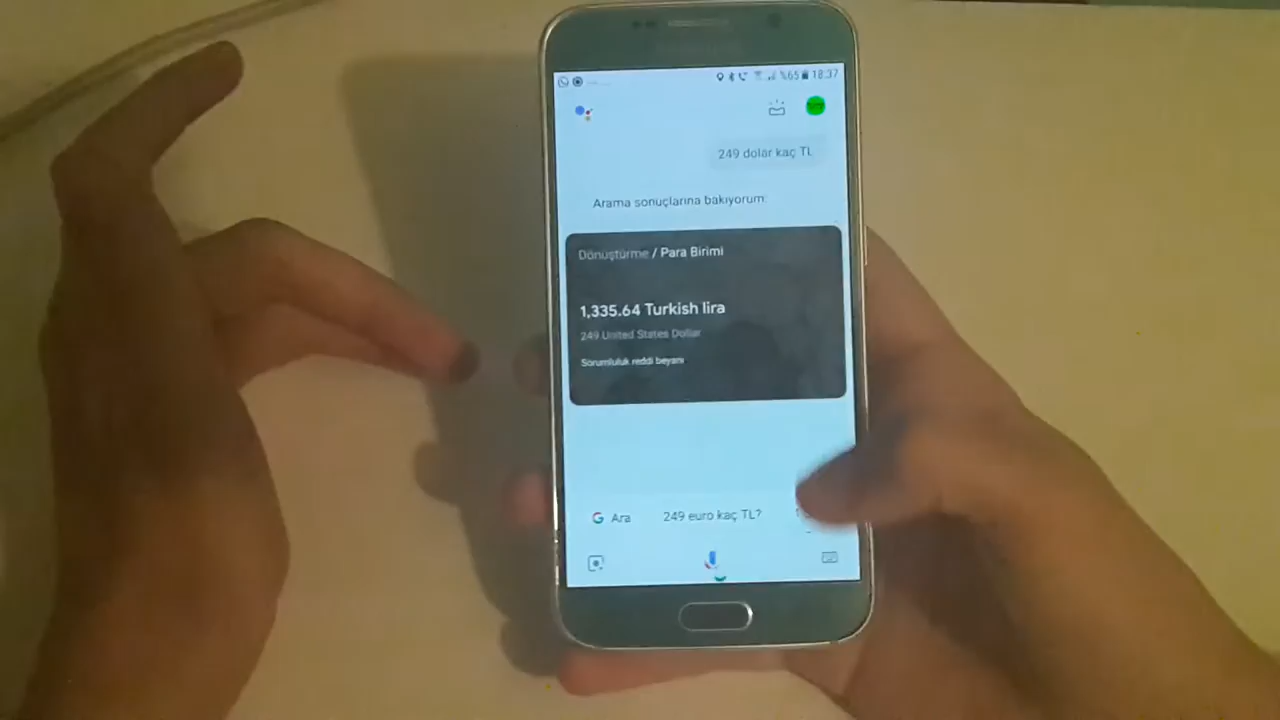 %65 18:37
249 dolar kaç TL
Arama sonuçlarına bakıyorum:
Dönüştürme / Para Birimi
1,335.64 Turkish lira
249 United States Dollar
Sorumluluk reddi beyanı
Ara
249 euro kaç TL?